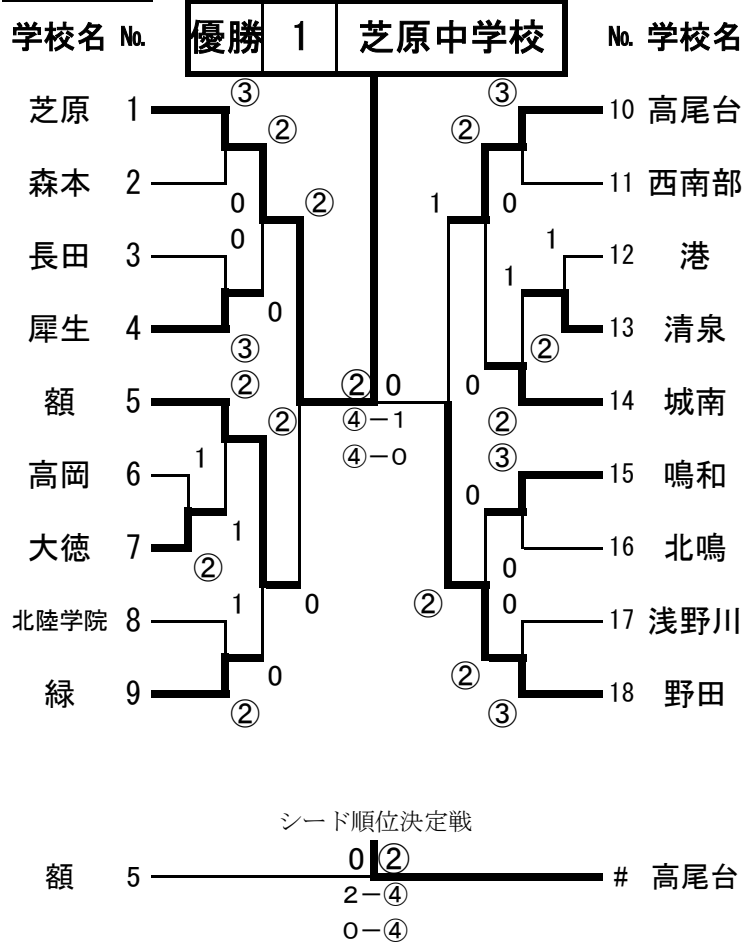 学校名 No. 優勝 1 芝原中学校 No. 学校名
③ ③
芝原 1 10 高尾台
② ②
森本 2 11 西南部
0 ② 1 0
0 1
長田 3 12 港
1
0
犀生 4 13 清泉
③ ②
② ② 0 0
額 5 14 城南
② ④－1 ②
1 ④－0 ③
高岡 6 15 鳴和
0
1
大徳 7 16 北鳴
② 0
1 0 ② 0
北陸学院 8 17 浅野川
0 ②
緑 9 18 野田
② ③
シード順位決定戦
0 ②
額 5 # 高尾台
2－④
0－④